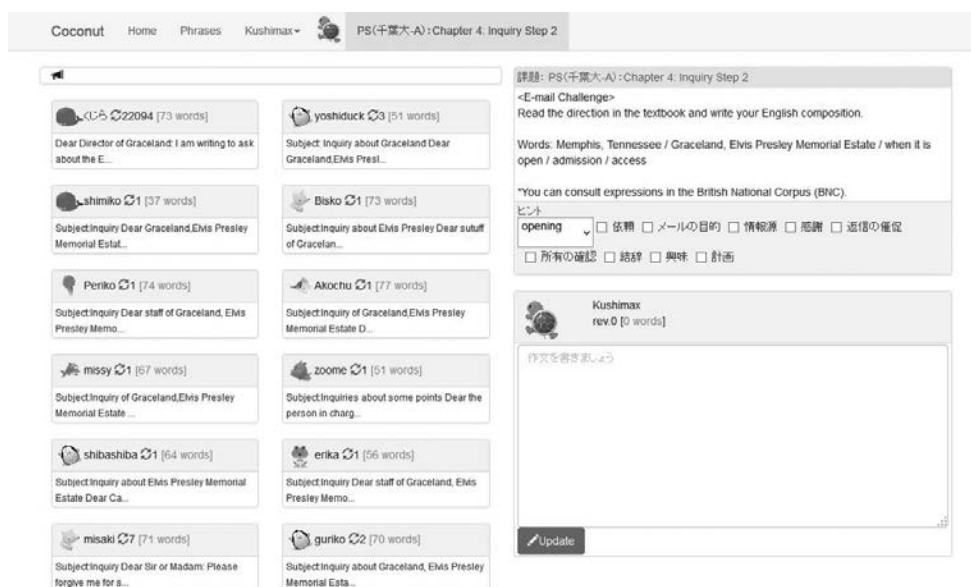 Coconut Home Phrases Kushimax PS(千葉大-A):Chapter 4: Inquiry Step 2
くじら 22094 [73 words]
Dear Director of Graceland: I am writing to ask
about the E...
yoshiduck 3 [51 words]
Subject: Inquiry about Graceland Dear
Graceland,Elvis Presl...
shimiko 1 [37 words]
Subject:Inquiry Dear Graceland,Elvis Presley
Memorial Estat...
Bisko 1 [73 words]
Subject:Inquiry about Elvis Presley Dear sutuff
of Gracelan...
Periko 1 [74 words]
Subject:Inquiry Dear staff of Graceland, Elvis
Presley Memo...
Akochu 1 [77 words]
Subject:Inquiry of Graceland,Elvis Presley
Memorial Estate D...
missy 1 [67 words]
Subject:Inquiry of Graceland,Elvis Presley
Memorial Estate ...
zoome 1 [51 words]
Subject:Inquiries about some points Dear the
person in charg...
shibashiba 1 [64 words]
Subject:Inquiry about Elvis Presley Memorial
Estate Dear Ca...
erika 1 [56 words]
Subject:Inquiry Dear staff of Graceland, Elvis
Presley Memo...
misaki 7 [71 words]
Subject:Inquiry Dear Sir or Madam: Please
forgive me for s...
guriko 2 [70 words]
Subject:Inquiry about Graceland, Elvis Presley
Memorial Esta...
課題: PS(千葉大-A):Chapter 4: Inquiry Step 2
<E-mail Challenge>
Read the direction in the textbook and write your English composition.
Words: Memphis, Tennessee / Graceland, Elvis Presley Memorial Estate / when it is
open / admission / access
*You can consult expressions in the British National Corpus (BNC).
ヒント
opening 依頼 メールの目的 情報源 感謝 返信の催促
所有の確認 結辞 興味 計画
Kushimax
rev.0 [0 words]
作文を書きましょう
Update